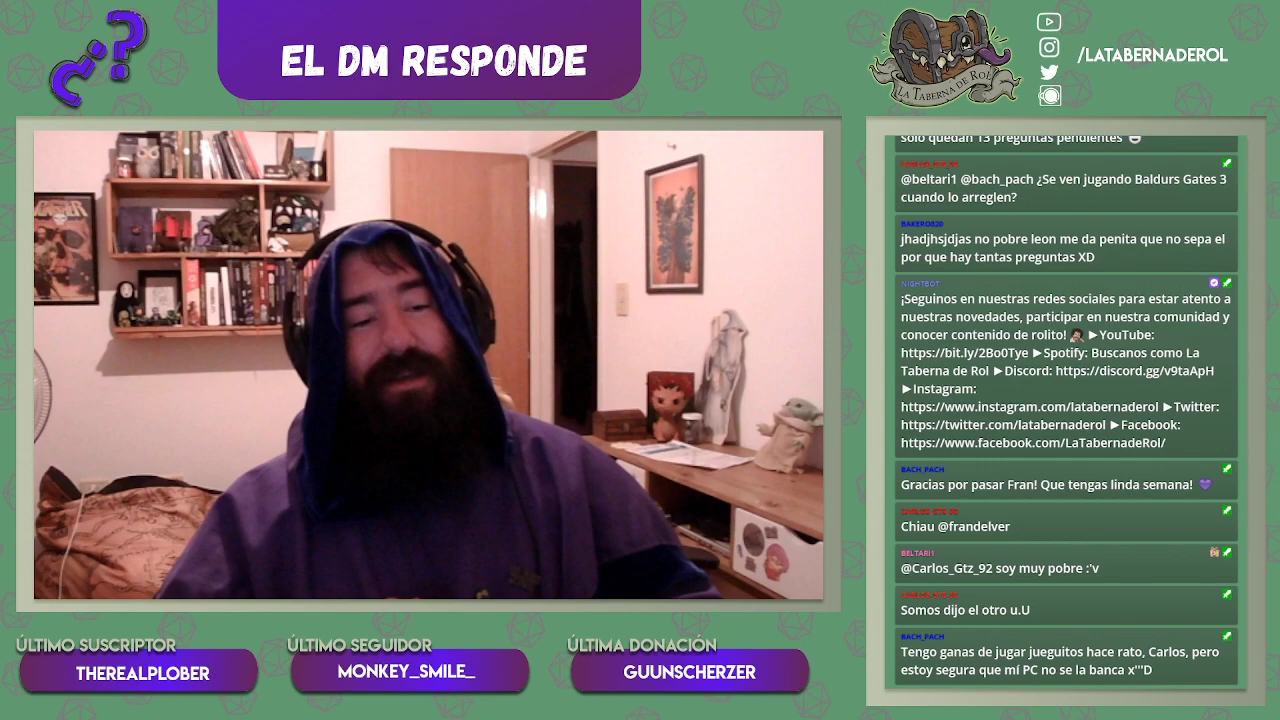 EL DM RESPONDE
LA TABERNA DE ROL
/LATABERNADEROL
solo quedan 13 preguntas pendientes
@beltari1 @bach_pach ¿Se ven jugando Baldurs Gates 3
cuando lo arreglen?
BAKERO820
jhadjhsjdjas no pobre leon me da penita que no sepa el
por que hay tantas preguntas XD
NIGHTBOT
¡Seguinos en nuestras redes sociales para estar atento a
nuestras novedades, participar en nuestra comunidad y
conocer contenido de rolito! ►YouTube:
https://bit.ly/2Bo0Tye ►Spotify: Buscanos como La
Taberna de Rol ►Discord: https://discord.gg/v9taApH
►Instagram:
https://www.instagram.com/latabernaderol ►Twitter:
https://twitter.com/latabernaderol ►Facebook:
https://www.facebook.com/LaTabernadeRol/
BACH_PACH
Gracias por pasar Fran! Que tengas linda semana! 💜
CARLOS_GTZ_92
Chiau @frandelver
BELTARI1
@Carlos_Gtz_92 soy muy pobre :'v
CARLOS_GTZ_92
Somos dijo el otro u.U
BACH_PACH
Tengo ganas de jugar jueguitos hace rato, Carlos, pero
estoy segura que mí PC no se la banca x'''D
ÚLTIMO SUSCRIPTOR
THEREALPLOBER
ÚLTIMO SEGUIDOR
MONKEY_SMILE_
ÚLTIMA DONACIÓN
GUUNSCHERZER